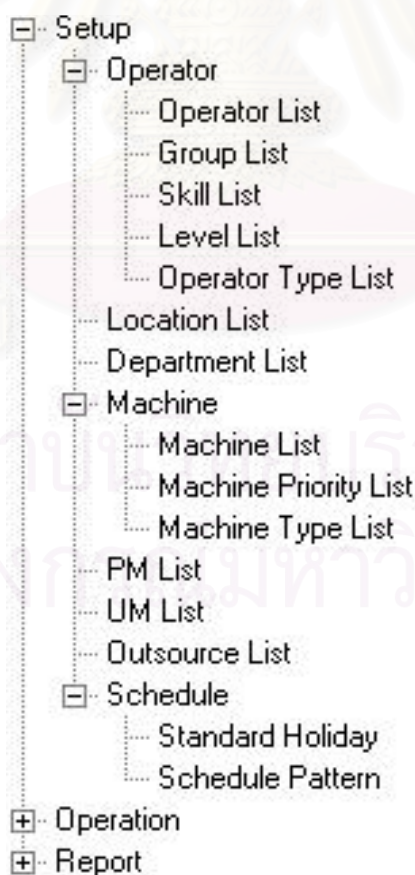 Setup
Operator
Operator List
Group List
Skill List
Level List
Operator Type List
Location List
Department List
Machine
Machine List
Machine Priority List
Machine Type List
PM List
UM List
Outsource List
Schedule
Standard Holiday
Schedule Pattern
Operation
Report